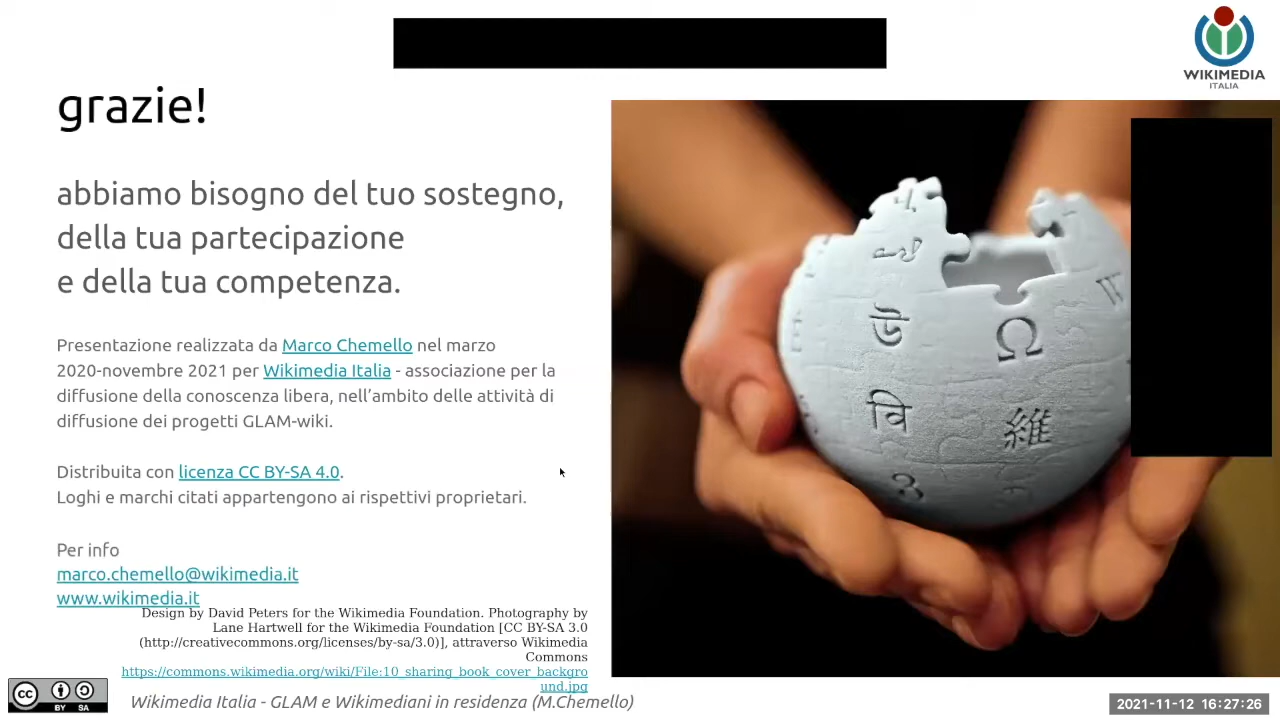 WIKIMEDIA
ITALIA
grazie!
abbiamo bisogno del tuo sostegno,
della tua partecipazione
e della tua competenza.
Presentazione realizzata da Marco Chemello nel marzo
2020-novembre 2021 per Wikimedia Italia - associazione per la
diffusione della conoscenza libera, nell'ambito delle attività di
diffusione dei progetti GLAM-wiki.
Distribuita con licenza CC BY-SA 4.0.
Loghi e marchi citati appartengono ai rispettivi proprietari.
Per info
marco.chemello@wikimedia.it
www.wikimedia.it
Design by David Peters for the Wikimedia Foundation. Photography by
Lane Hartwell for the Wikimedia Foundation [CC BY-SA 3.0
(http://creativecommons.org/licenses/by-sa/3.0)], attraverso Wikimedia
Commons
https://commons.wikimedia.org/wiki/File:10_sharing_book_cover_backgro
und.jpg
Ω
वि
維
W
cc
BY SA
Wikimedia Italia - GLAM e Wikimediani in residenza (M.Chemello)
2021-11-12 16:27:26